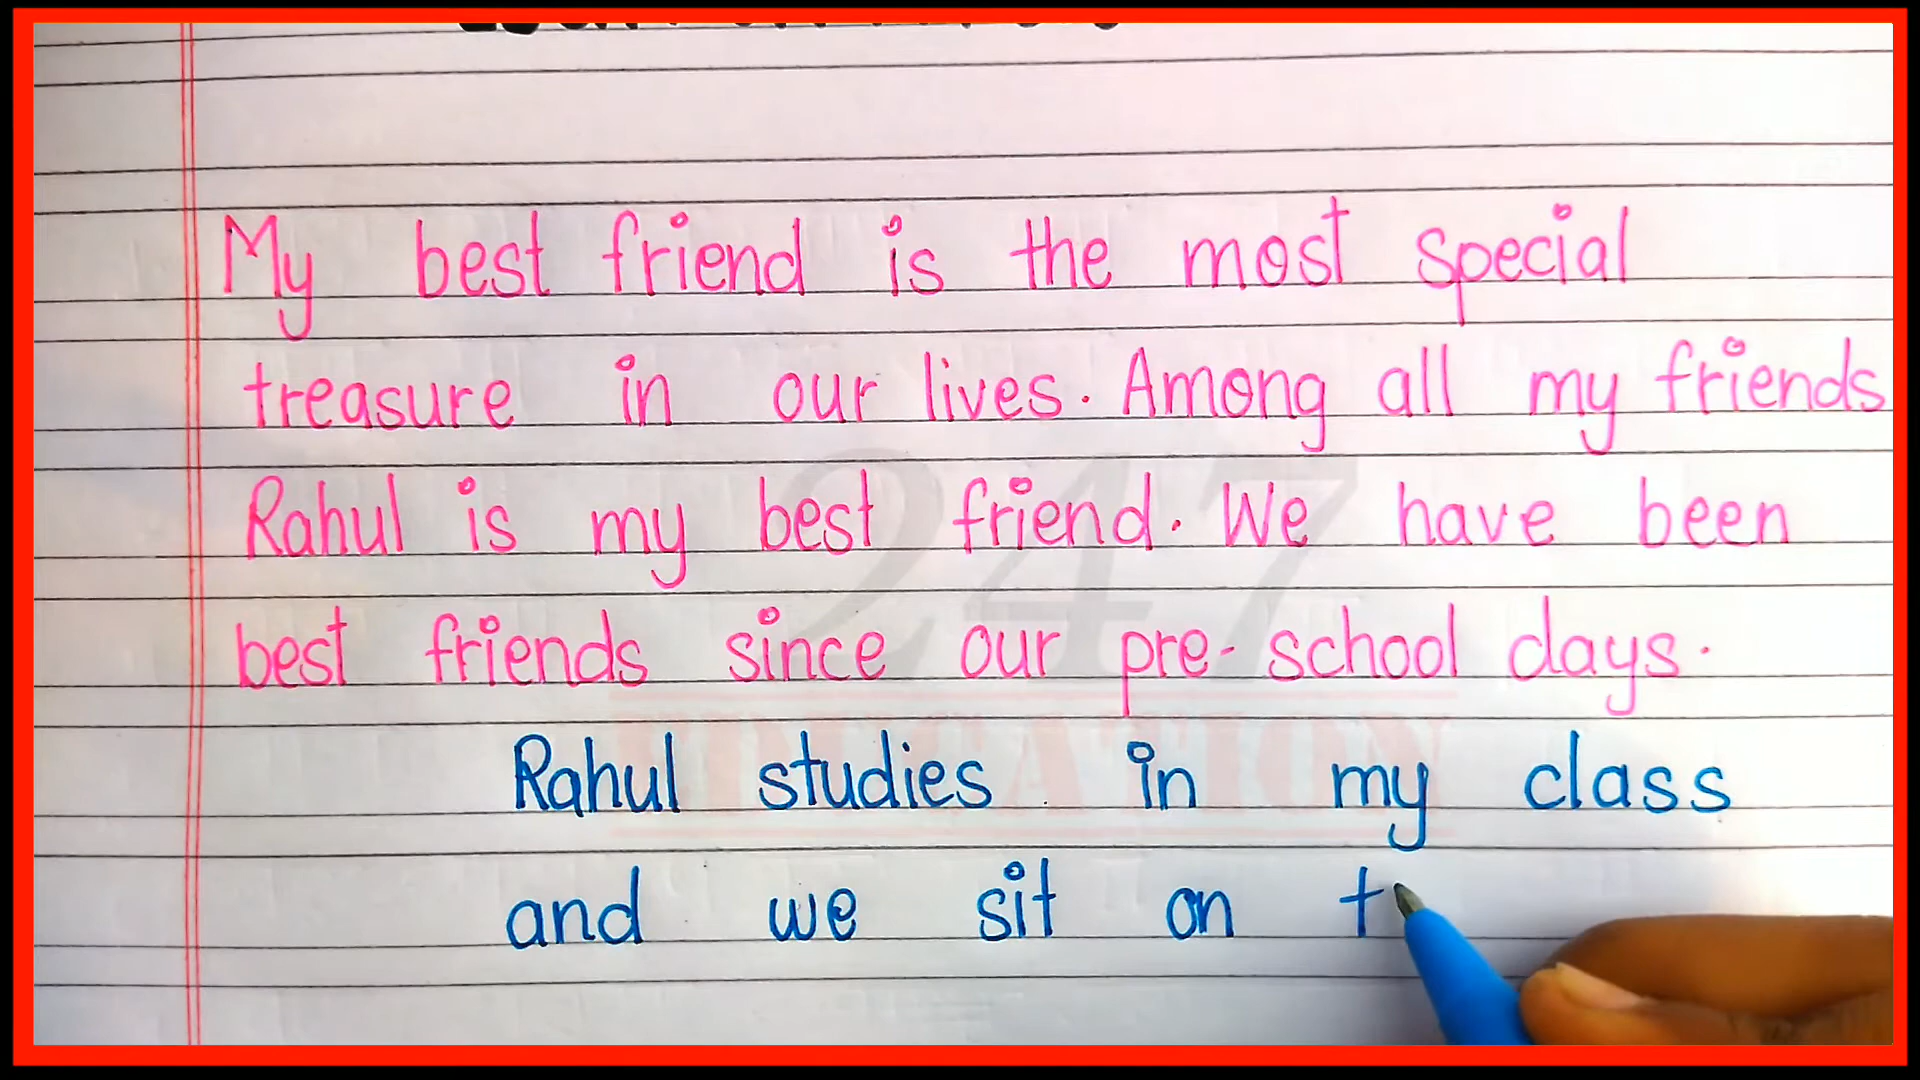 My best friend is the most special
treasure in our lives. Among all my friends
Rahul is my best friend. We have been
best friends since our pre-school days.
Rahul studies in my class
and we sit on t
247
EDUCATION